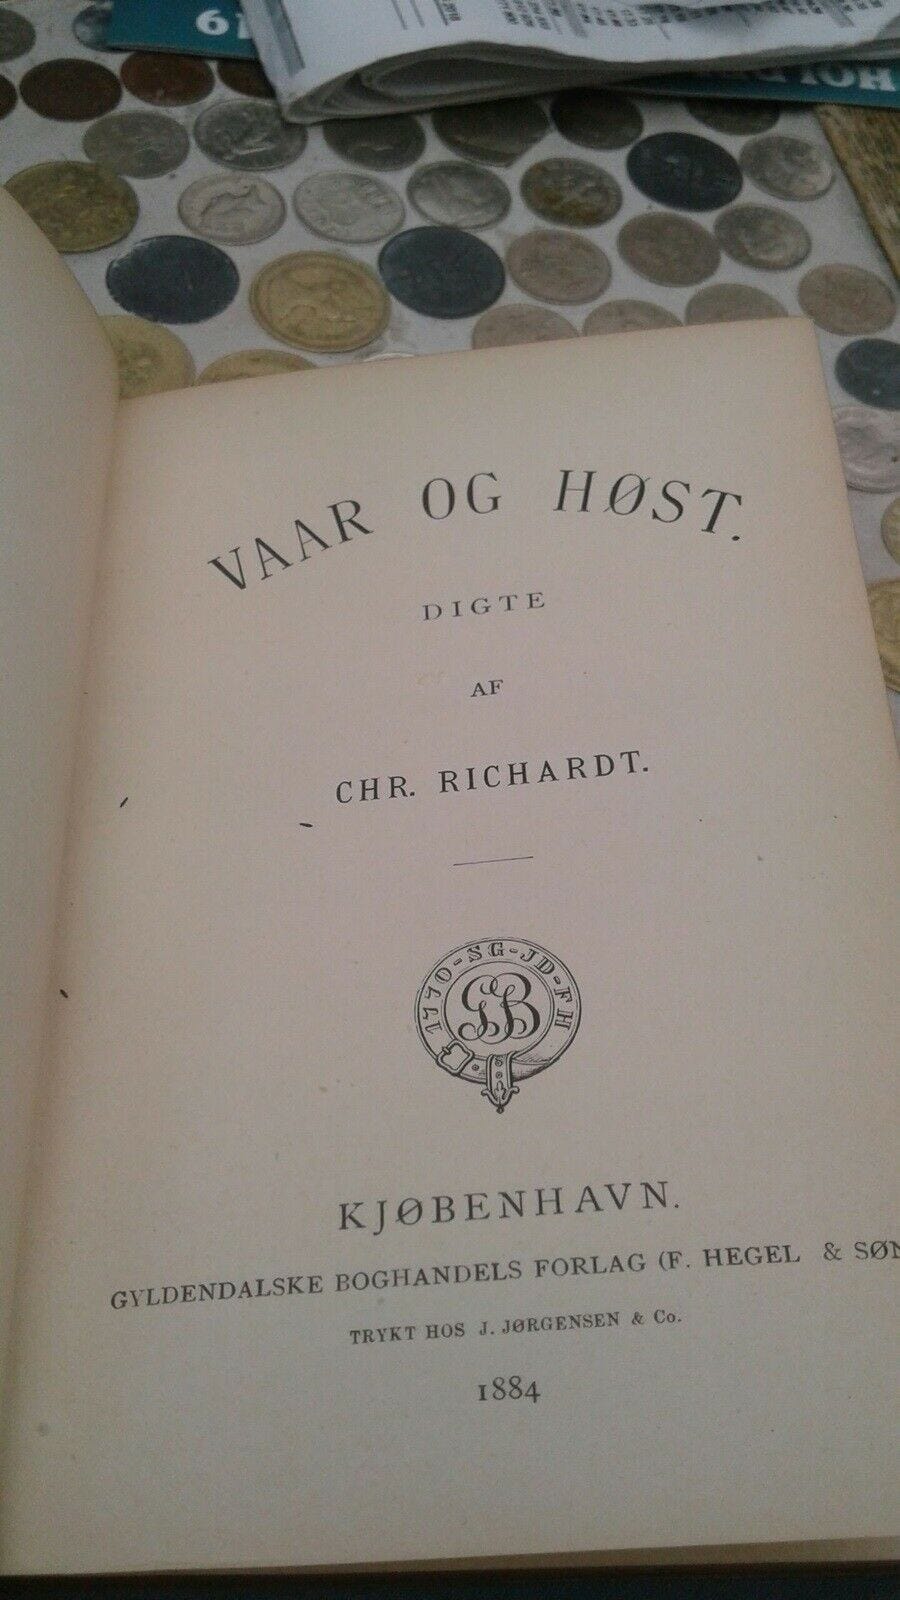 VAAR OG HØST.
DIGTE
AF
CHR. RICHARDT.
1770-SG-JD-FH
GB
KJØBENHAVN.
GYLDENDALSKE BOGHANDELS FORLAG (F. HEGEL & SØN
TRYKT HOS J. JØRGENSEN & Co.
1884